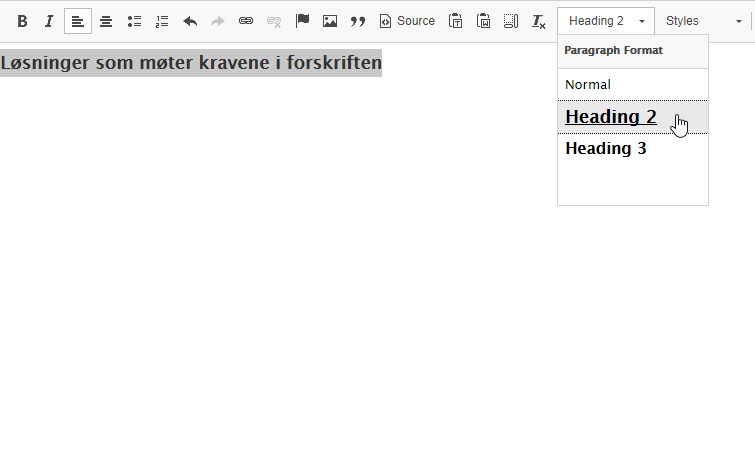 B I Source Heading 2 Styles
Løsninger som møter kravene i forskriften
Paragraph Format
Normal
Heading 2
Heading 3